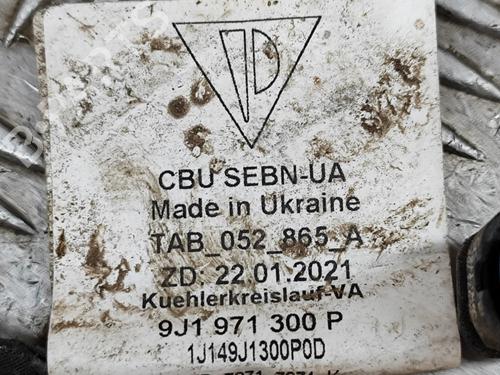 CBU SEBN-UA
Made in Ukraine
TAB_052_865_A
ZD: 22.01.2021
Kuehlerkreislauf-VA
9J1 971 300 P
1J149J1300P0D